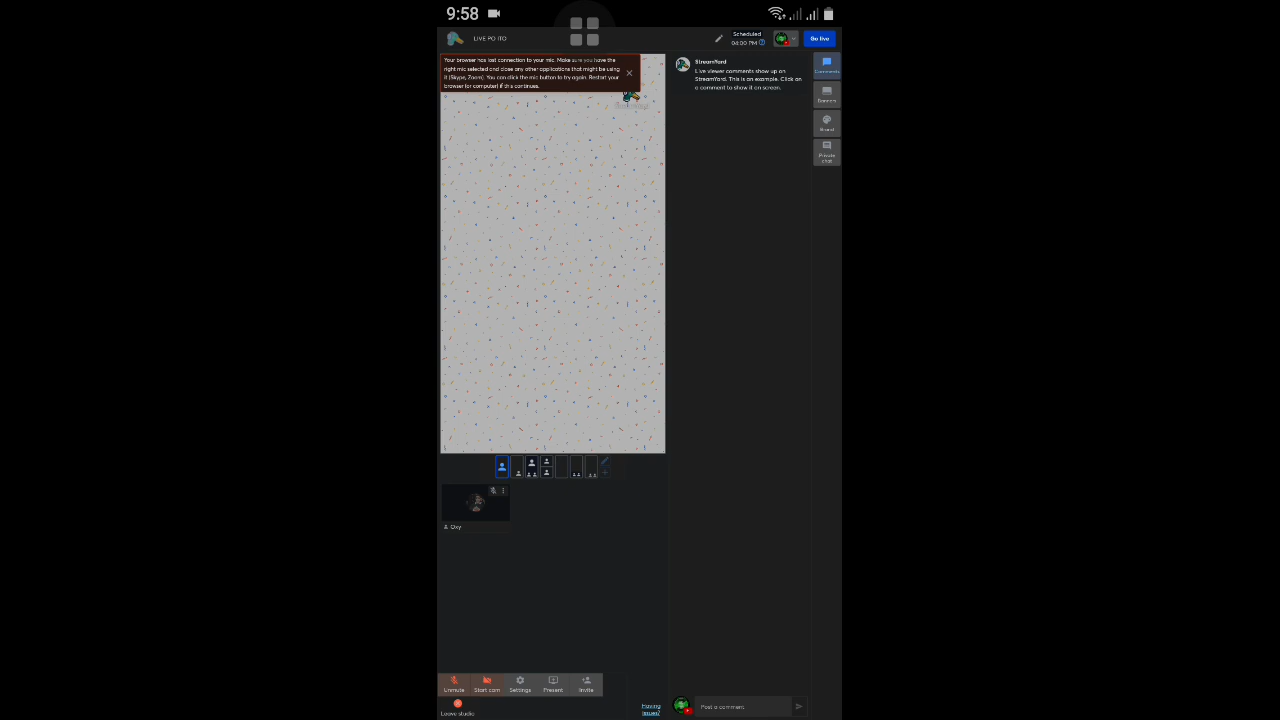 9:58
LIVE PO ITO
Scheduled
04:00 PM
Go live
Your browser has lost connection to your mic. Make sure you have the
right mic selected and close any other applications that might be using
it (Skype, Zoom). You can click the mic button to try again. Restart your
browser (or computer) if this continues.
StreamYard
Live viewer comments show up on
StreamYard. This is an example. Click on
a comment to show it on screen.
Comments
Banners
Brand
Private
chat
Oxy
Unmute
Start cam
Settings
Present
Invite
Leave studio
Having
issues?
Post a comment